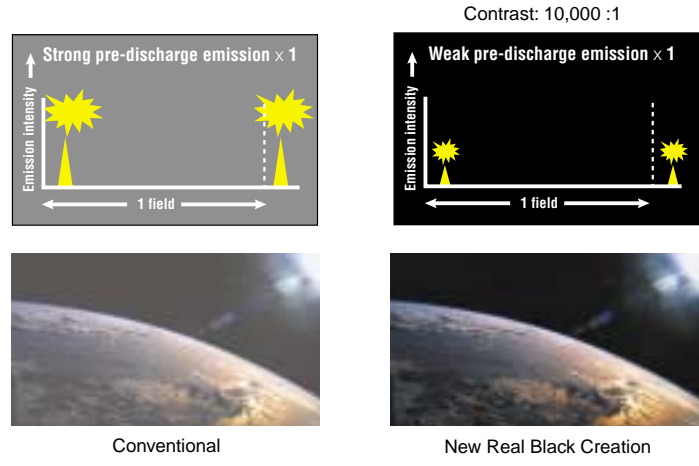 Contrast: 10,000 :1
Strong pre-discharge emission x 1
Emission intensity
1 field
Weak pre-discharge emission x 1
Emission intensity
1 field
Conventional
New Real Black Creation